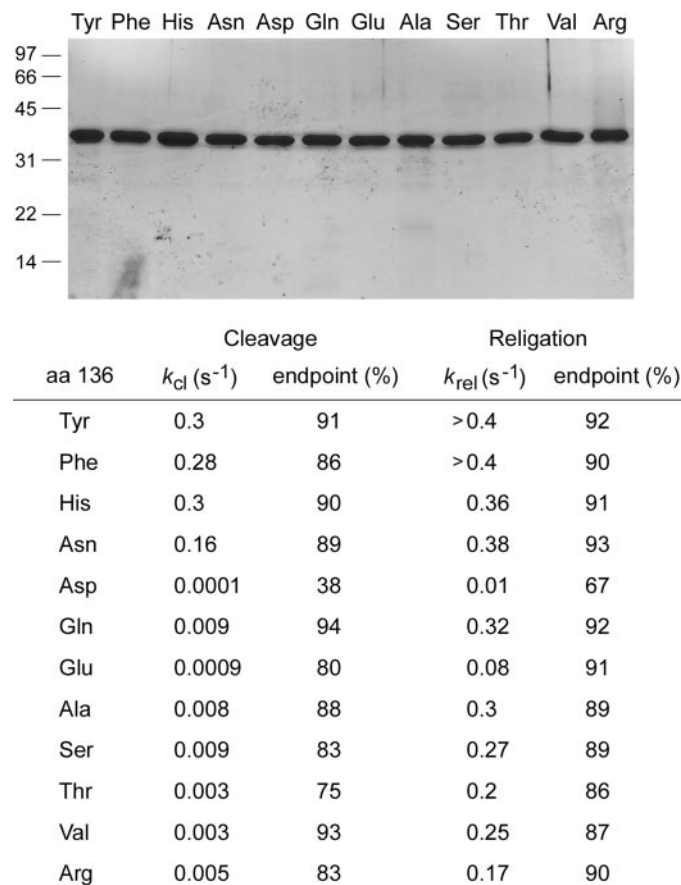 Tyr Phe His Asn Asp Gln Glu Ala Ser Thr Val Arg
97
66
45
31
22
14
Cleavage Religation
aa 136 kcl (s-1) endpoint (%) krel (s-1) endpoint (%)
Tyr 0.3 91 >0.4 92
Phe 0.28 86 >0.4 90
His 0.3 90 0.36 91
Asn 0.16 89 0.38 93
Asp 0.0001 38 0.01 67
Gln 0.009 94 0.32 92
Glu 0.0009 80 0.08 91
Ala 0.008 88 0.3 89
Ser 0.009 83 0.27 89
Thr 0.003 75 0.2 86
Val 0.003 93 0.25 87
Arg 0.005 83 0.17 90